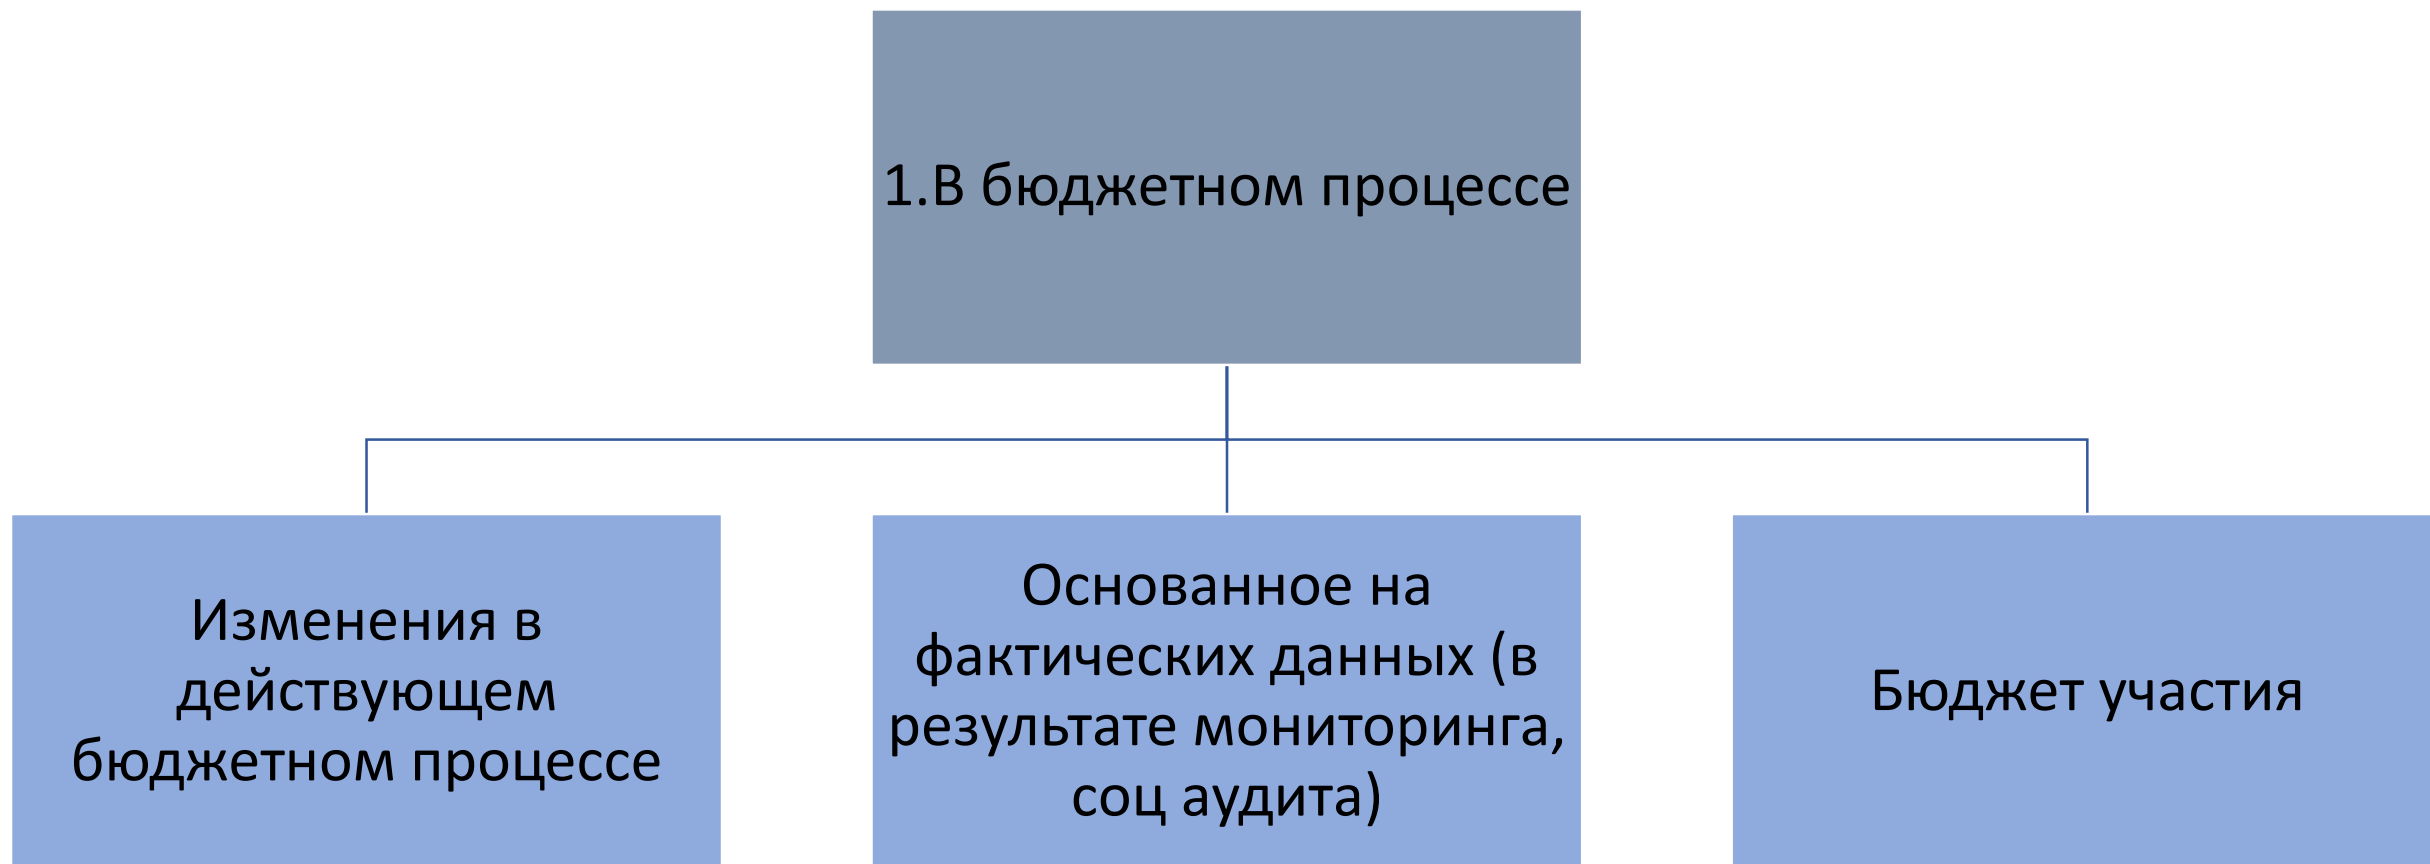 1.В бюджетном процессе
Изменения в
действующем
бюджетном процессе
Основанное на
фактических данных (в
результате мониторинга,
соц аудита)
Бюджет участия